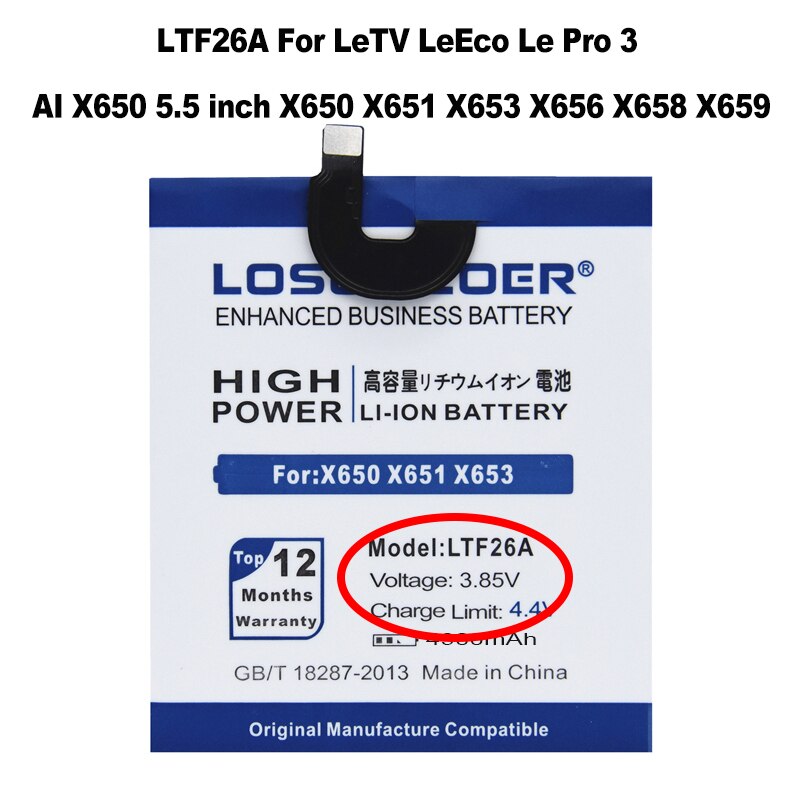 LTF26A For LeTV LeEco Le Pro 3
AI X650 5.5 inch X650 X651 X653 X656 X658 X659
ENHANCED BUSINESS BATTERY
HIGH POWER
高容量リチウムイオン 電池
LI-ION BATTERY
For:X650 X651 X653
Top 12
Months
Warranty
Model:LTF26A
Voltage: 3.85V
Charge Limit: 4.4V
GB/T 18287-2013 Made in China
Original Manufacture Compatible